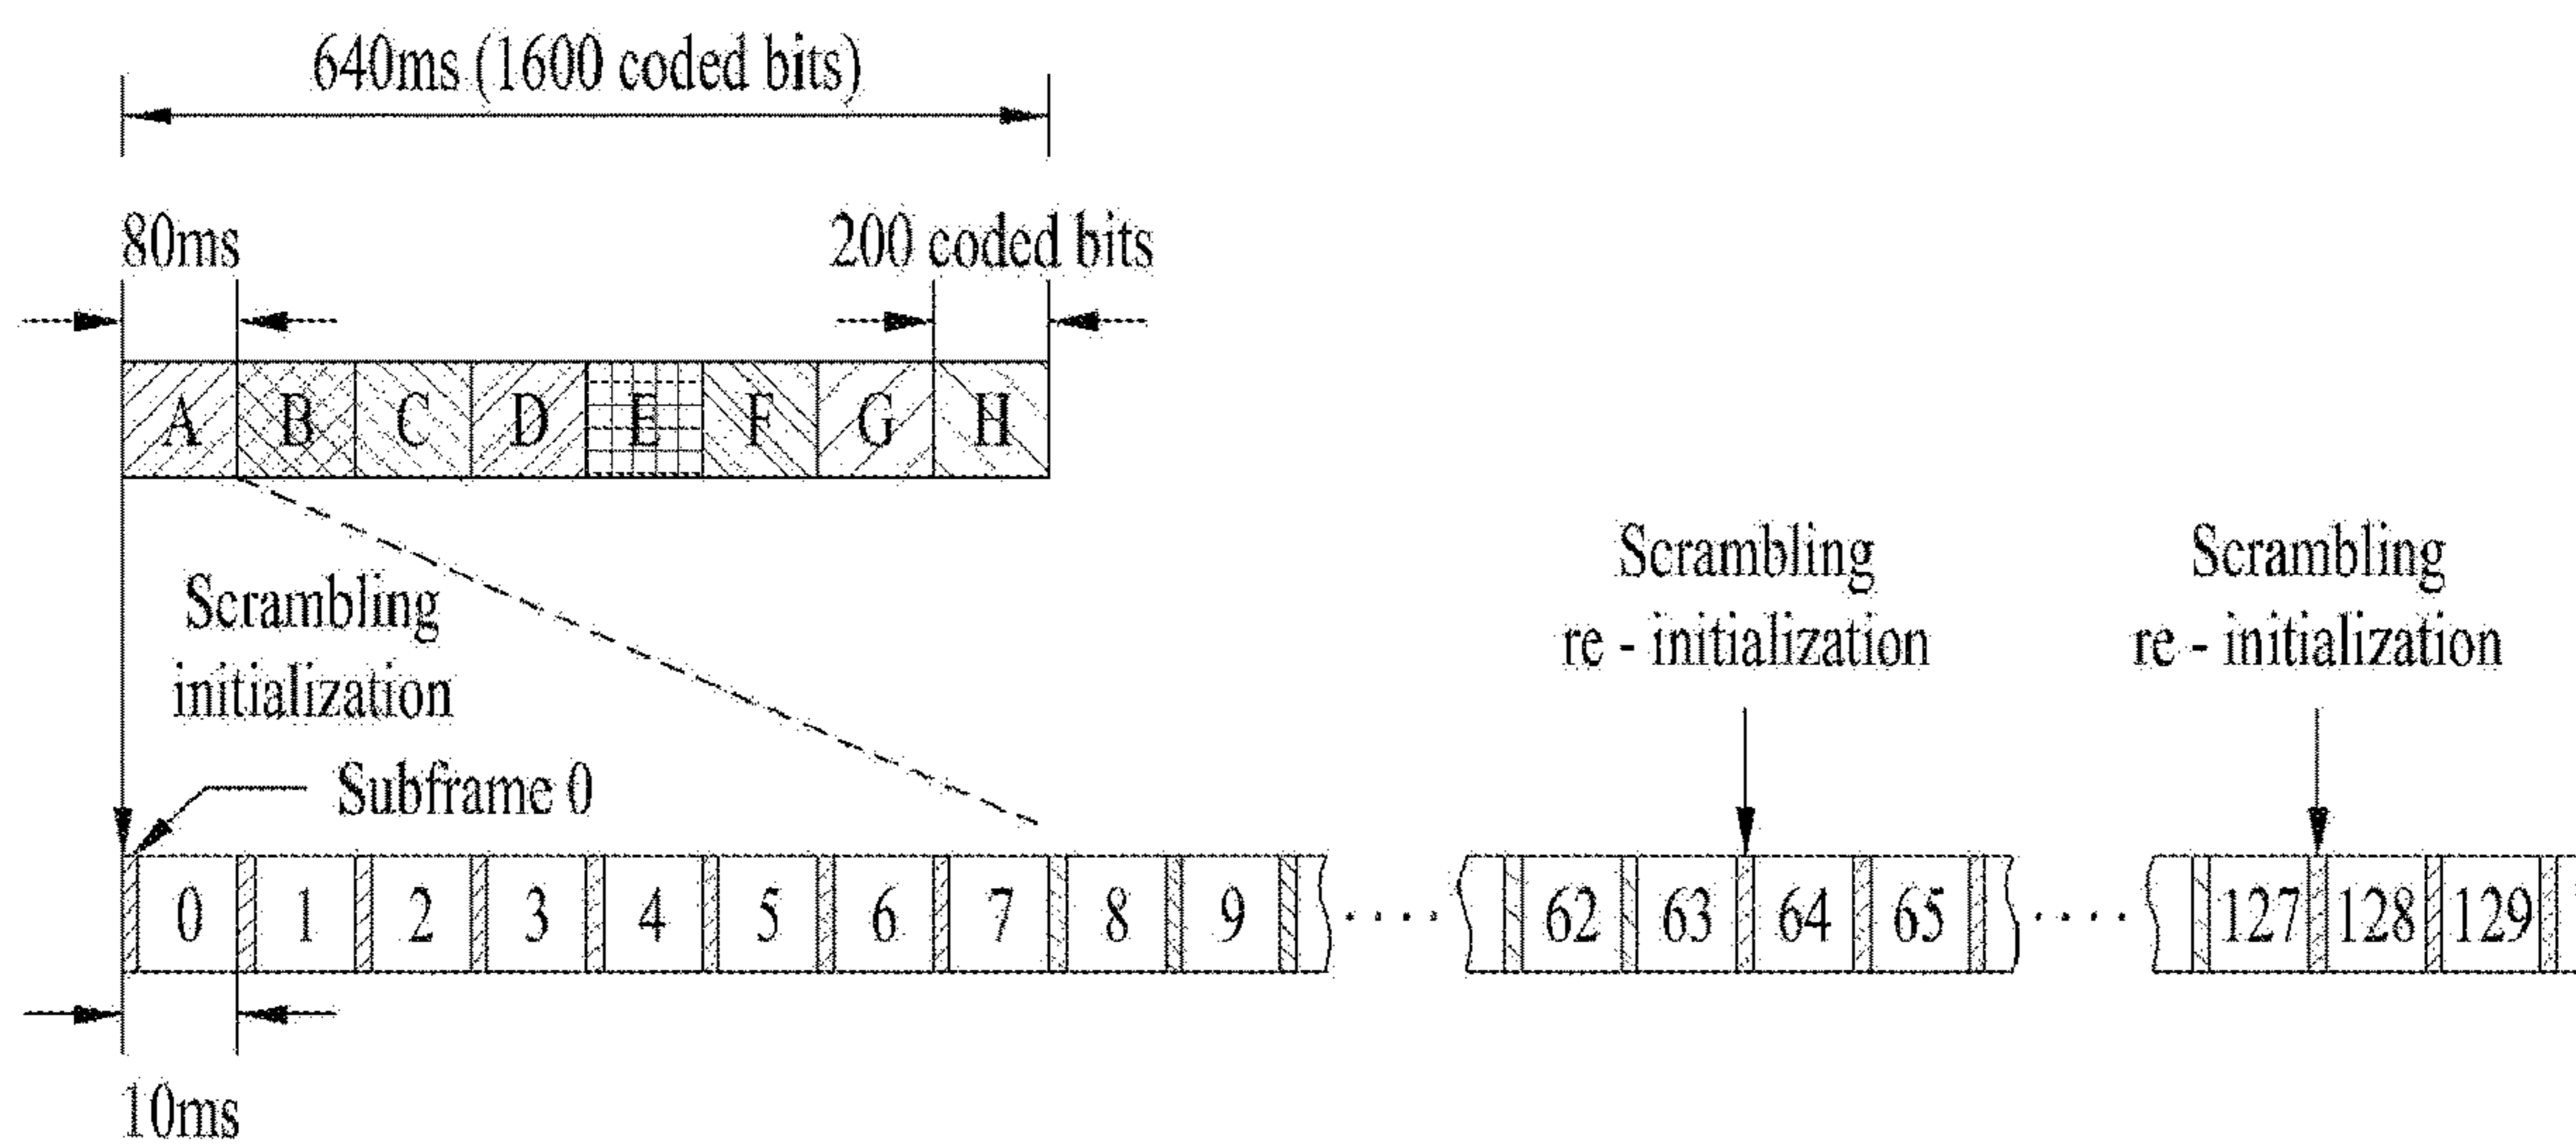 640ms (1600 coded bits)
80ms
200 coded bits
A B C D E F G H
Scrambling
initialization
Scrambling
re - initialization
Scrambling
re - initialization
Subframe 0
0 1 2 3 4 5 6 7 8 9 ···· 62 63 64 65 ···· 127 128 129
10ms